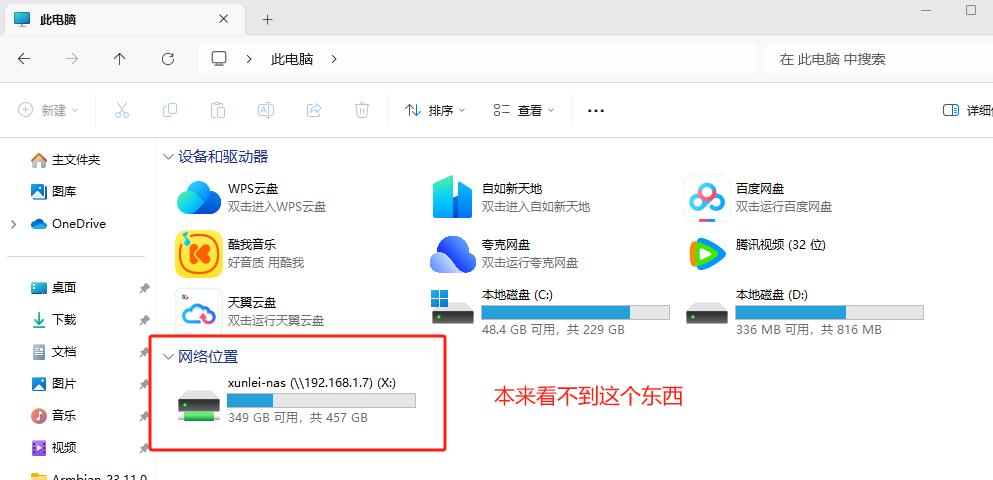 此电脑
此电脑
在 此电脑 中搜索
新建
排序
查看
详细
主文件夹
图库
OneDrive
桌面
下载
文档
图片
音乐
视频
Armbian_23.11.0
设备和驱动器
WPS云盘
双击进入WPS云盘
自如新天地
双击进入自如新天地
百度网盘
双击运行百度网盘
酷我音乐
好音质 用酷我
夸克网盘
双击运行夸克网盘
腾讯视频 (32 位)
天翼云盘
双击运行天翼云盘
本地磁盘 (C:)
48.4 GB 可用，共 229 GB
本地磁盘 (D:)
336 MB 可用，共 816 MB
网络位置
xunlei-nas (\\192.168.1.7) (X:)
349 GB 可用，共 457 GB
本来看不到这个东西